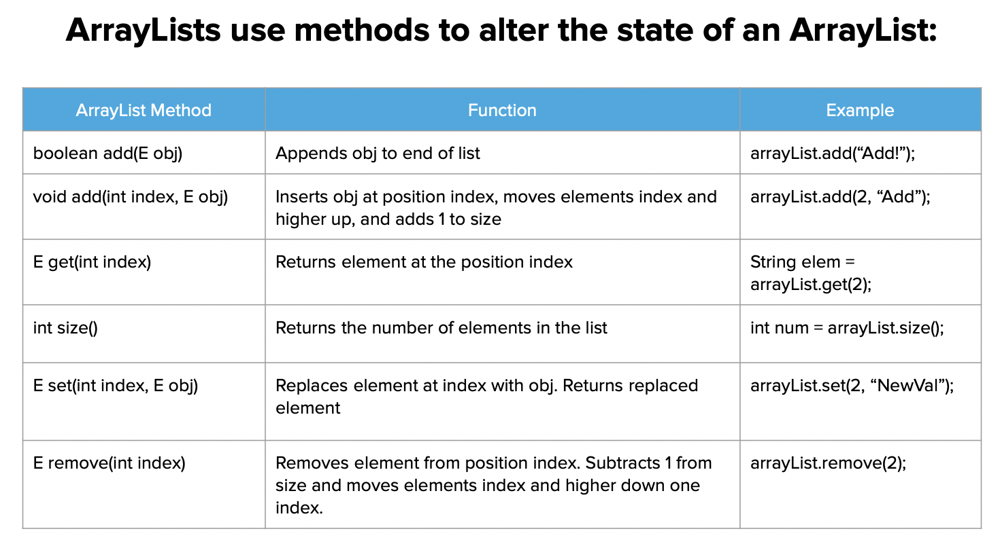 ArrayLists use methods to alter the state of an ArrayList:
ArrayList Method
Function
Example
boolean add(E obj)
Appends obj to end of list
arrayList.add(“Add!”);
void add(int index, E obj)
Inserts obj at position index, moves elements index and
higher up, and adds 1 to size
arrayList.add(2, “Add”);
E get(int index)
Returns element at the position index
String elem =
arrayList.get(2);
int size()
Returns the number of elements in the list
int num = arrayList.size();
E set(int index, E obj)
Replaces element at index with obj. Returns replaced
element
arrayList.set(2, “NewVal”);
E remove(int index)
Removes element from position index. Subtracts 1 from
size and moves elements index and higher down one
index.
arrayList.remove(2);